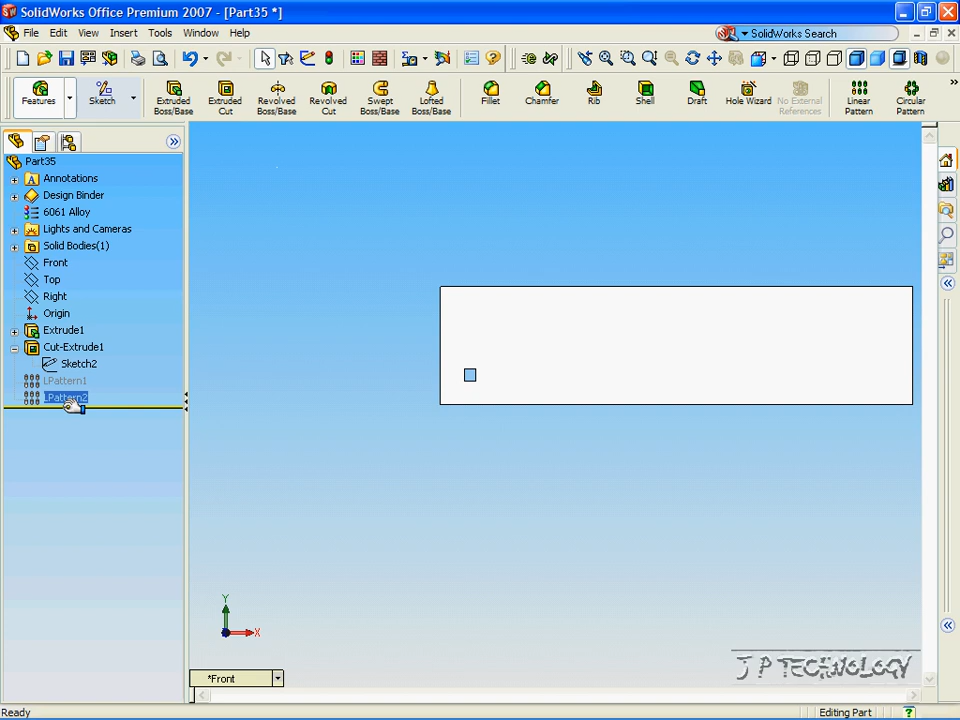 SolidWorks Office Premium 2007 - [Part35 *]
File Edit View Insert Tools Window Help SolidWorks Search
Features Sketch Extruded Boss/Base Extruded Cut Revolved Boss/Base Revolved Cut Swept Boss/Base Lofted Boss/Base Fillet Chamfer Rib Shell Draft Hole Wizard No External References Linear Pattern Circular Pattern
Part35
Annotations
Design Binder
6061 Alloy
Lights and Cameras
Solid Bodies(1)
Front
Top
Right
Origin
Extrude1
Cut-Extrude1
Sketch2
LPattern1
LPattern2
Y
X
J P TECHNOLOGY
*Front
Ready Editing Part